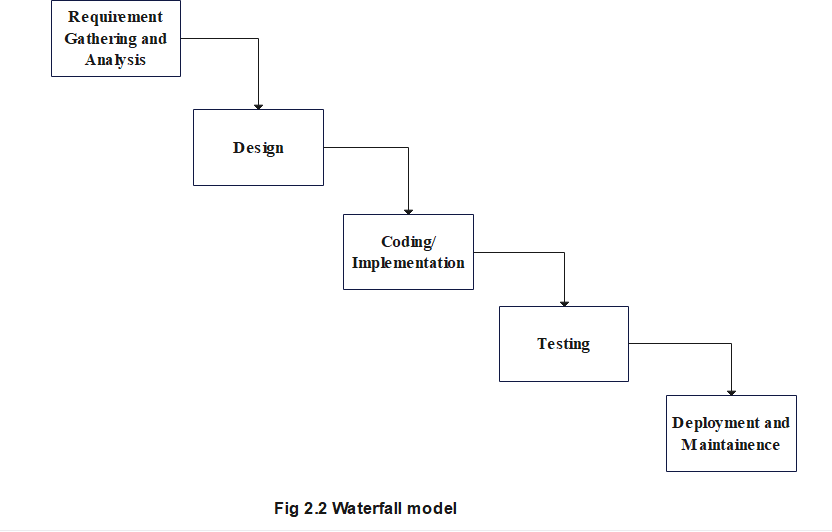 Requirement
Gathering and
Analysis
Design
Coding/
Implementation
Testing
Deployment and
Maintainence
Fig 2.2 Waterfall model